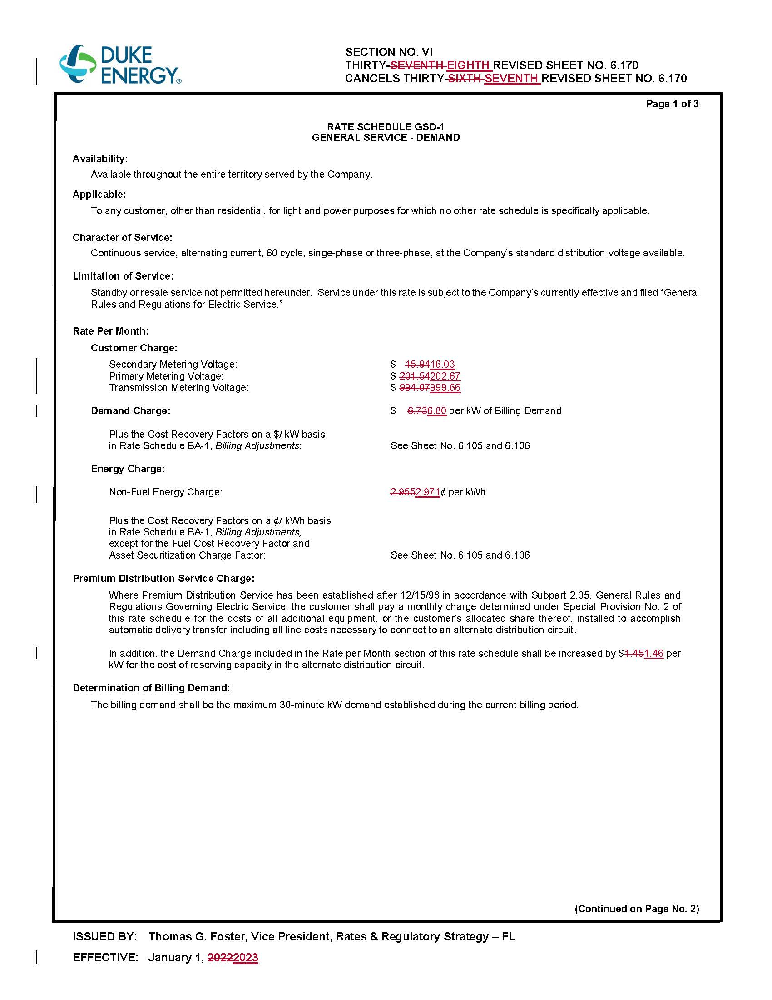 DUKE
ENERGY®
SECTION NO. VI
THIRTY-SEVENTH EIGHTH REVISED SHEET NO. 6.170
CANCELS THIRTY-SIXTH SEVENTH REVISED SHEET NO. 6.170
Page 1 of 3
RATE SCHEDULE GSD-1
GENERAL SERVICE - DEMAND
Availability:
Available throughout the entire territory served by the Company.
Applicable:
To any customer, other than residential, for light and power purposes for which no other rate schedule is specifically applicable.
Character of Service:
Continuous service, alternating current, 60 cycle, singe-phase or three-phase, at the Company’s standard distribution voltage available.
Limitation of Service:
Standby or resale service not permitted hereunder. Service under this rate is subject to the Company’s currently effective and filed “General
Rules and Regulations for Electric Service.”
Rate Per Month:
Customer Charge:
Secondary Metering Voltage: $ 15.9416.03
Primary Metering Voltage: $ 201.54202.67
Transmission Metering Voltage: $ 994.07999.66
Demand Charge: $ 6.736.80 per kW of Billing Demand
Plus the Cost Recovery Factors on a $/ kW basis
in Rate Schedule BA-1, Billing Adjustments: See Sheet No. 6.105 and 6.106
Energy Charge:
Non-Fuel Energy Charge: 2.9552.971¢ per kWh
Plus the Cost Recovery Factors on a ¢/ kWh basis
in Rate Schedule BA-1, Billing Adjustments,
except for the Fuel Cost Recovery Factor and
Asset Securitization Charge Factor: See Sheet No. 6.105 and 6.106
Premium Distribution Service Charge:
Where Premium Distribution Service has been established after 12/15/98 in accordance with Subpart 2.05, General Rules and
Regulations Governing Electric Service, the customer shall pay a monthly charge determined under Special Provision No. 2 of
this rate schedule for the costs of all additional equipment, or the customer’s allocated share thereof, installed to accomplish
automatic delivery transfer including all line costs necessary to connect to an alternate distribution circuit.
In addition, the Demand Charge included in the Rate per Month section of this rate schedule shall be increased by $1.451.46 per
kW for the cost of reserving capacity in the alternate distribution circuit.
Determination of Billing Demand:
The billing demand shall be the maximum 30-minute kW demand established during the current billing period.
(Continued on Page No. 2)
ISSUED BY: Thomas G. Foster, Vice President, Rates & Regulatory Strategy – FL
EFFECTIVE: January 1, 20222023